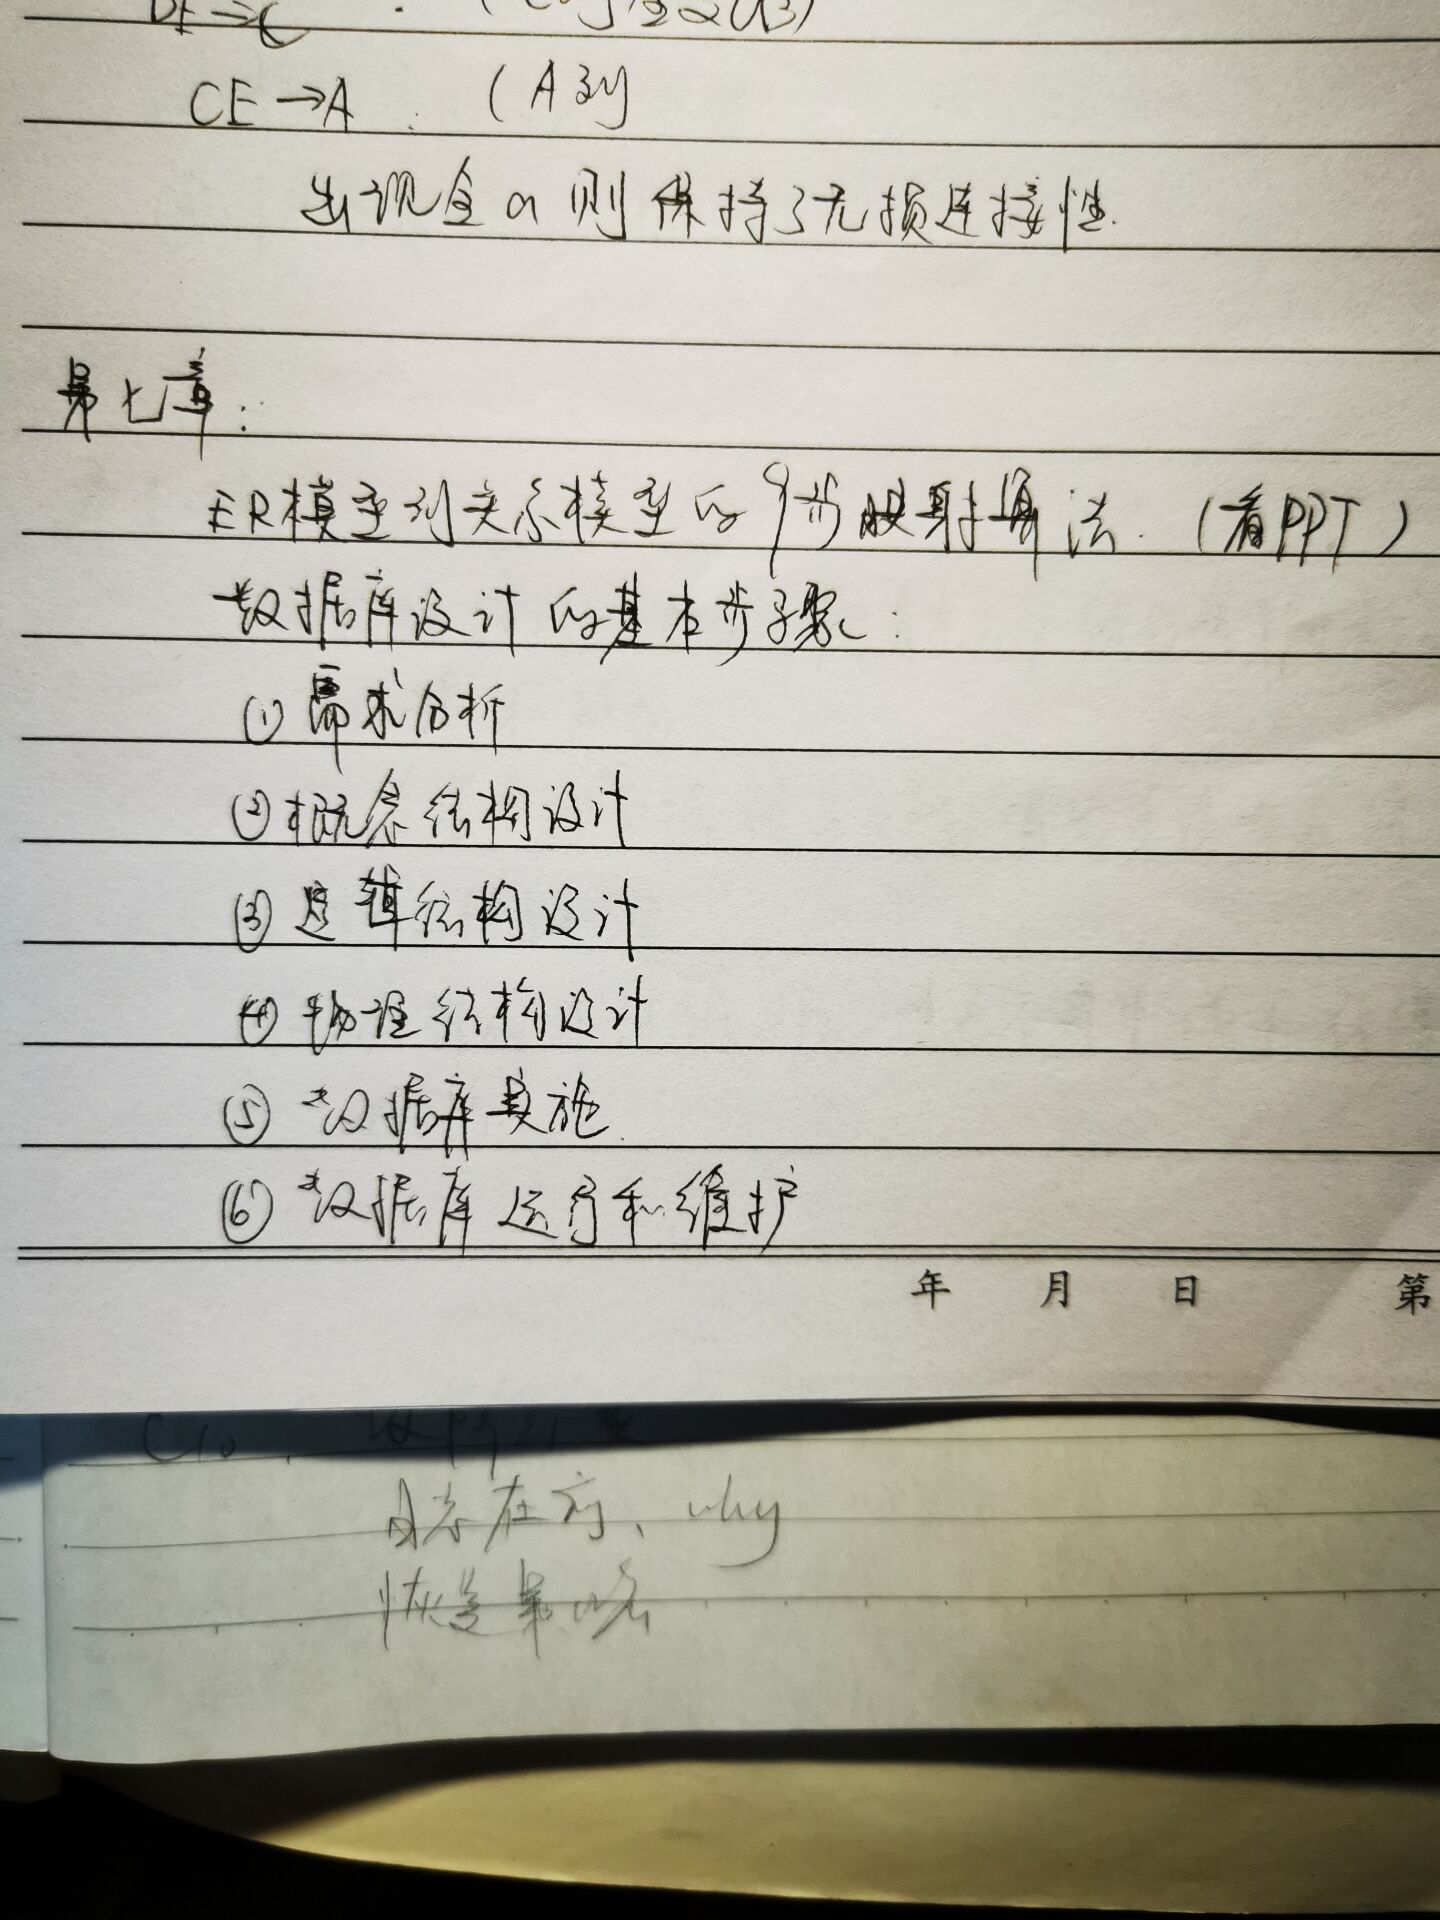 DF→C
CE→A (A列
出现全a则保持了无损连接性.
第七章:
ER模型到关系模型的9步映射算法.(看PPT)
数据库设计的基本步骤:
①需求分析
②概念结构设计
③逻辑结构设计
④物理结构设计
⑤数据库实施.
⑥数据库运行和维护
年 月 日 第
C10
日志在前、why
恢复策略